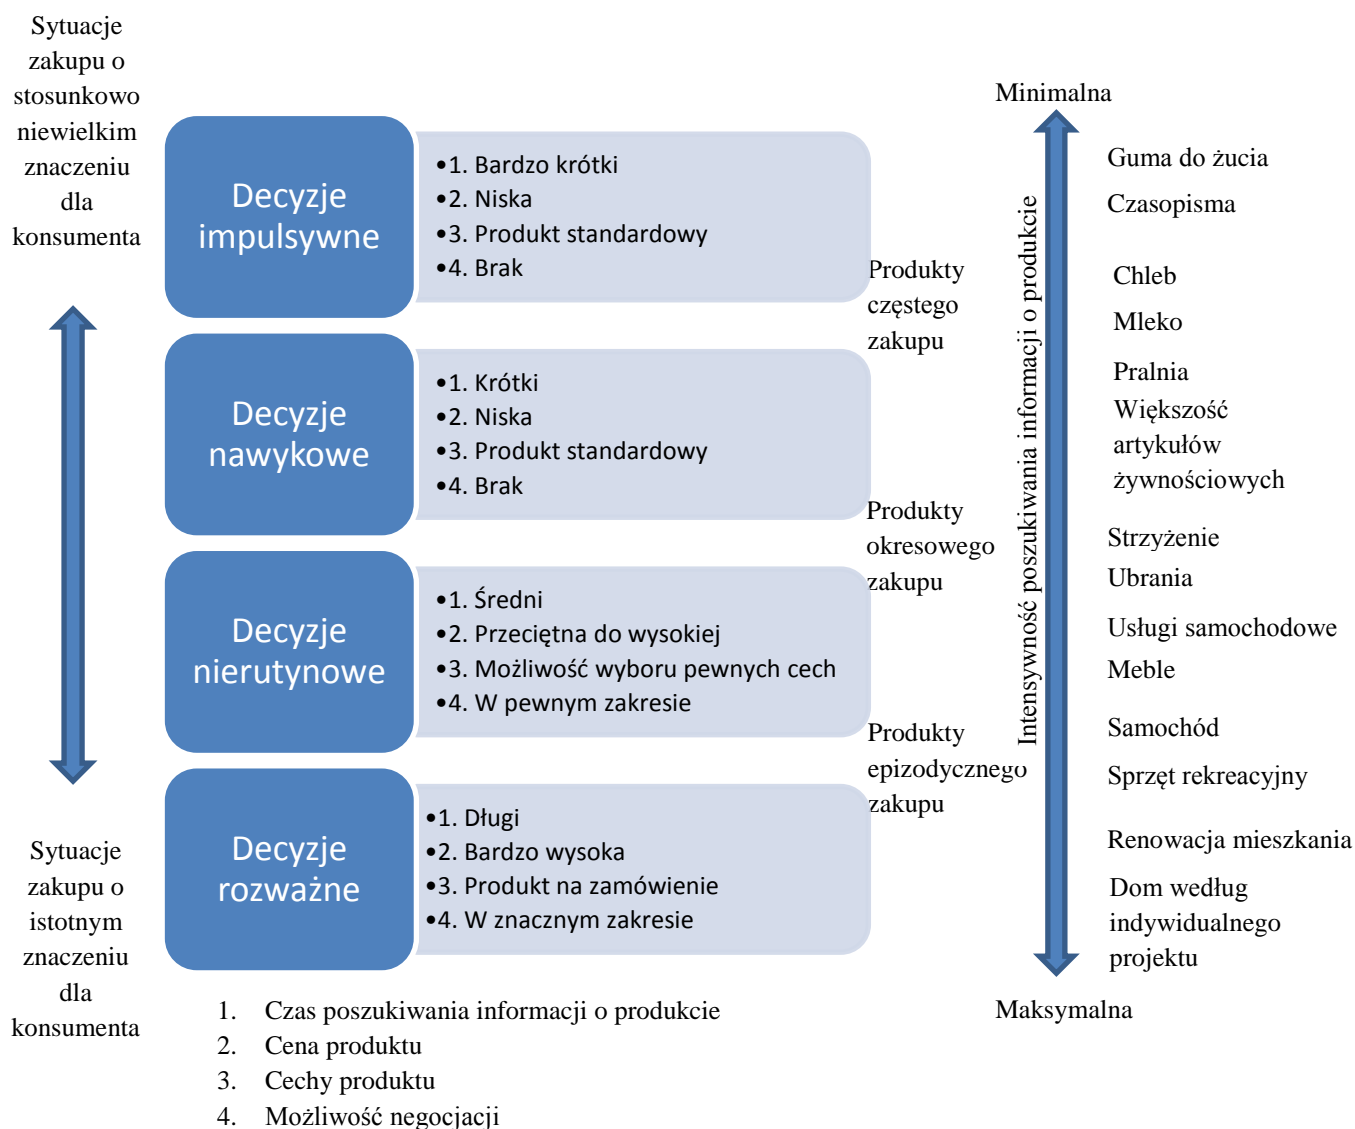 Sytuacje
zakupu o
stosunkowo
niewielkim
znaczeniu
dla
konsumenta
Sytuacje
zakupu o
istotnym
znaczeniu
dla
konsumenta
Decyzje
impulsywne
•1. Bardzo krótki
•2. Niska
•3. Produkt standardowy
•4. Brak
Decyzje
nawykowe
•1. Krótki
•2. Niska
•3. Produkt standardowy
•4. Brak
Decyzje
nierutynowe
•1. Średni
•2. Przeciętna do wysokiej
•3. Możliwość wyboru pewnych cech
•4. W pewnym zakresie
Decyzje
rozważne
•1. Długi
•2. Bardzo wysoka
•3. Produkt na zamówienie
•4. W znacznym zakresie
Produkty
częstego
zakupu
Produkty
okresowego
zakupu
Produkty
epizodycznego
zakupu
Intensywność poszukiwania informacji o produkcie
Minimalna
Maksymalna
Guma do żucia
Czasopisma
Chleb
Mleko
Pralnia
Większość
artykułów
żywnościowych
Strzyżenie
Ubrania
Usługi samochodowe
Meble
Samochód
Sprzęt rekreacyjny
Renowacja mieszkania
Dom według
indywidualnego
projektu
1. Czas poszukiwania informacji o produkcie
2. Cena produktu
3. Cechy produktu
4. Możliwość negocjacji